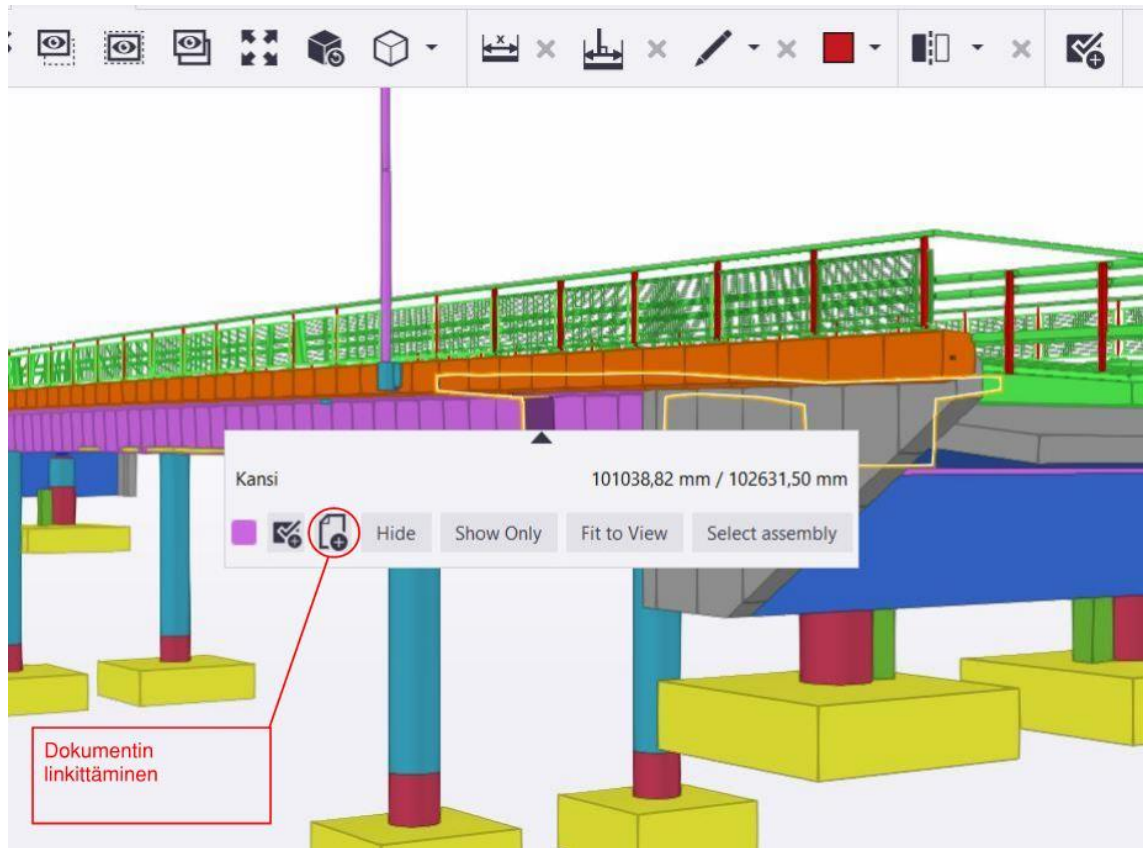 Kansi 101038,82 mm / 102631,50 mm
Hide Show Only Fit to View Select assembly
Dokumentin
linkittäminen